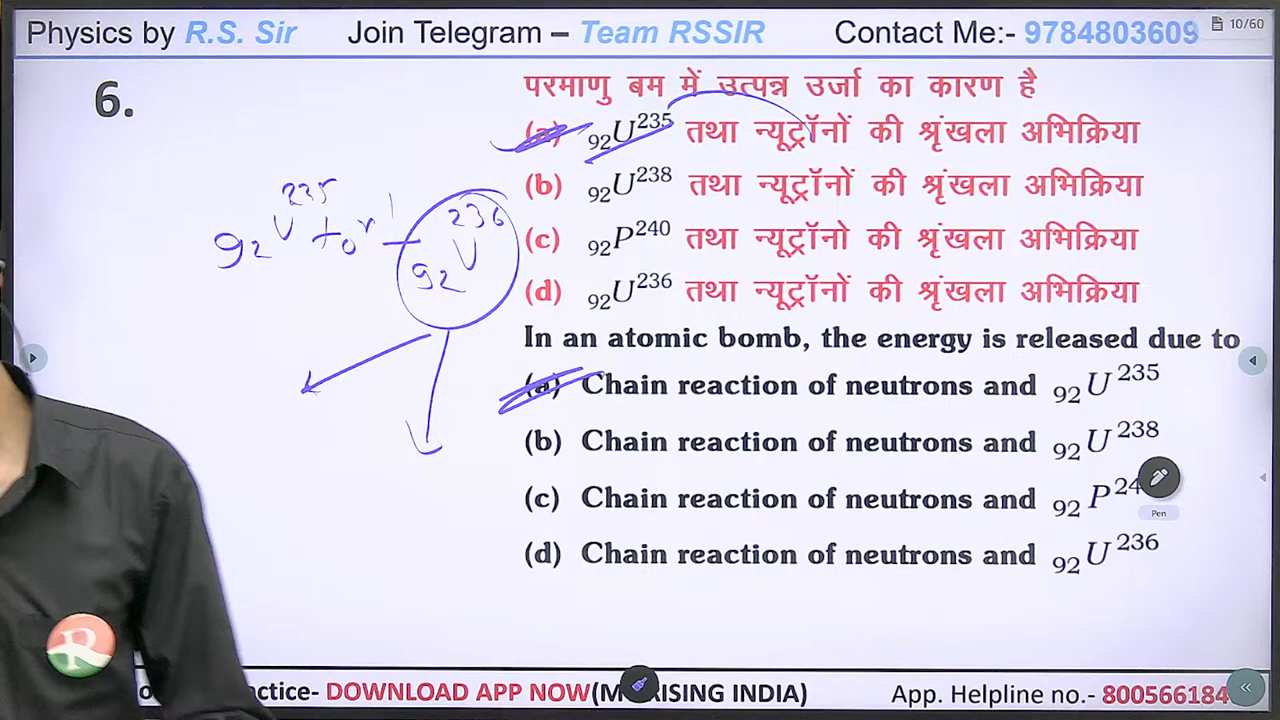 Physics by R.S. Sir Join Telegram – Team RSSIR Contact Me:- 9784803609 10/60
6.
परमाणु बम में उत्पन्न उर्जा का कारण है
(a) ₉₂U²³⁵ तथा न्यूट्रॉनों की श्रृंखला अभिक्रिया
(b) ₉₂U²³⁸ तथा न्यूट्रॉनों की श्रृंखला अभिक्रिया
(c) ₉₂P²⁴⁰ तथा न्यूट्रॉनो की श्रृंखला अभिक्रिया
(d) ₉₂U²³⁶ तथा न्यूट्रॉनों की श्रृंखला अभिक्रिया
₉₂U²³⁵ + ₀n¹ → ₉₂U²³⁶
In an atomic bomb, the energy is released due to
(a) Chain reaction of neutrons and ₉₂U²³⁵
(b) Chain reaction of neutrons and ₉₂U²³⁸
(c) Chain reaction of neutrons and ₉₂P²⁴
(d) Chain reaction of neutrons and ₉₂U²³⁶
Pen
R
DOWNLOAD APP NOW ISING INDIA) App. Helpline no.- 800566184